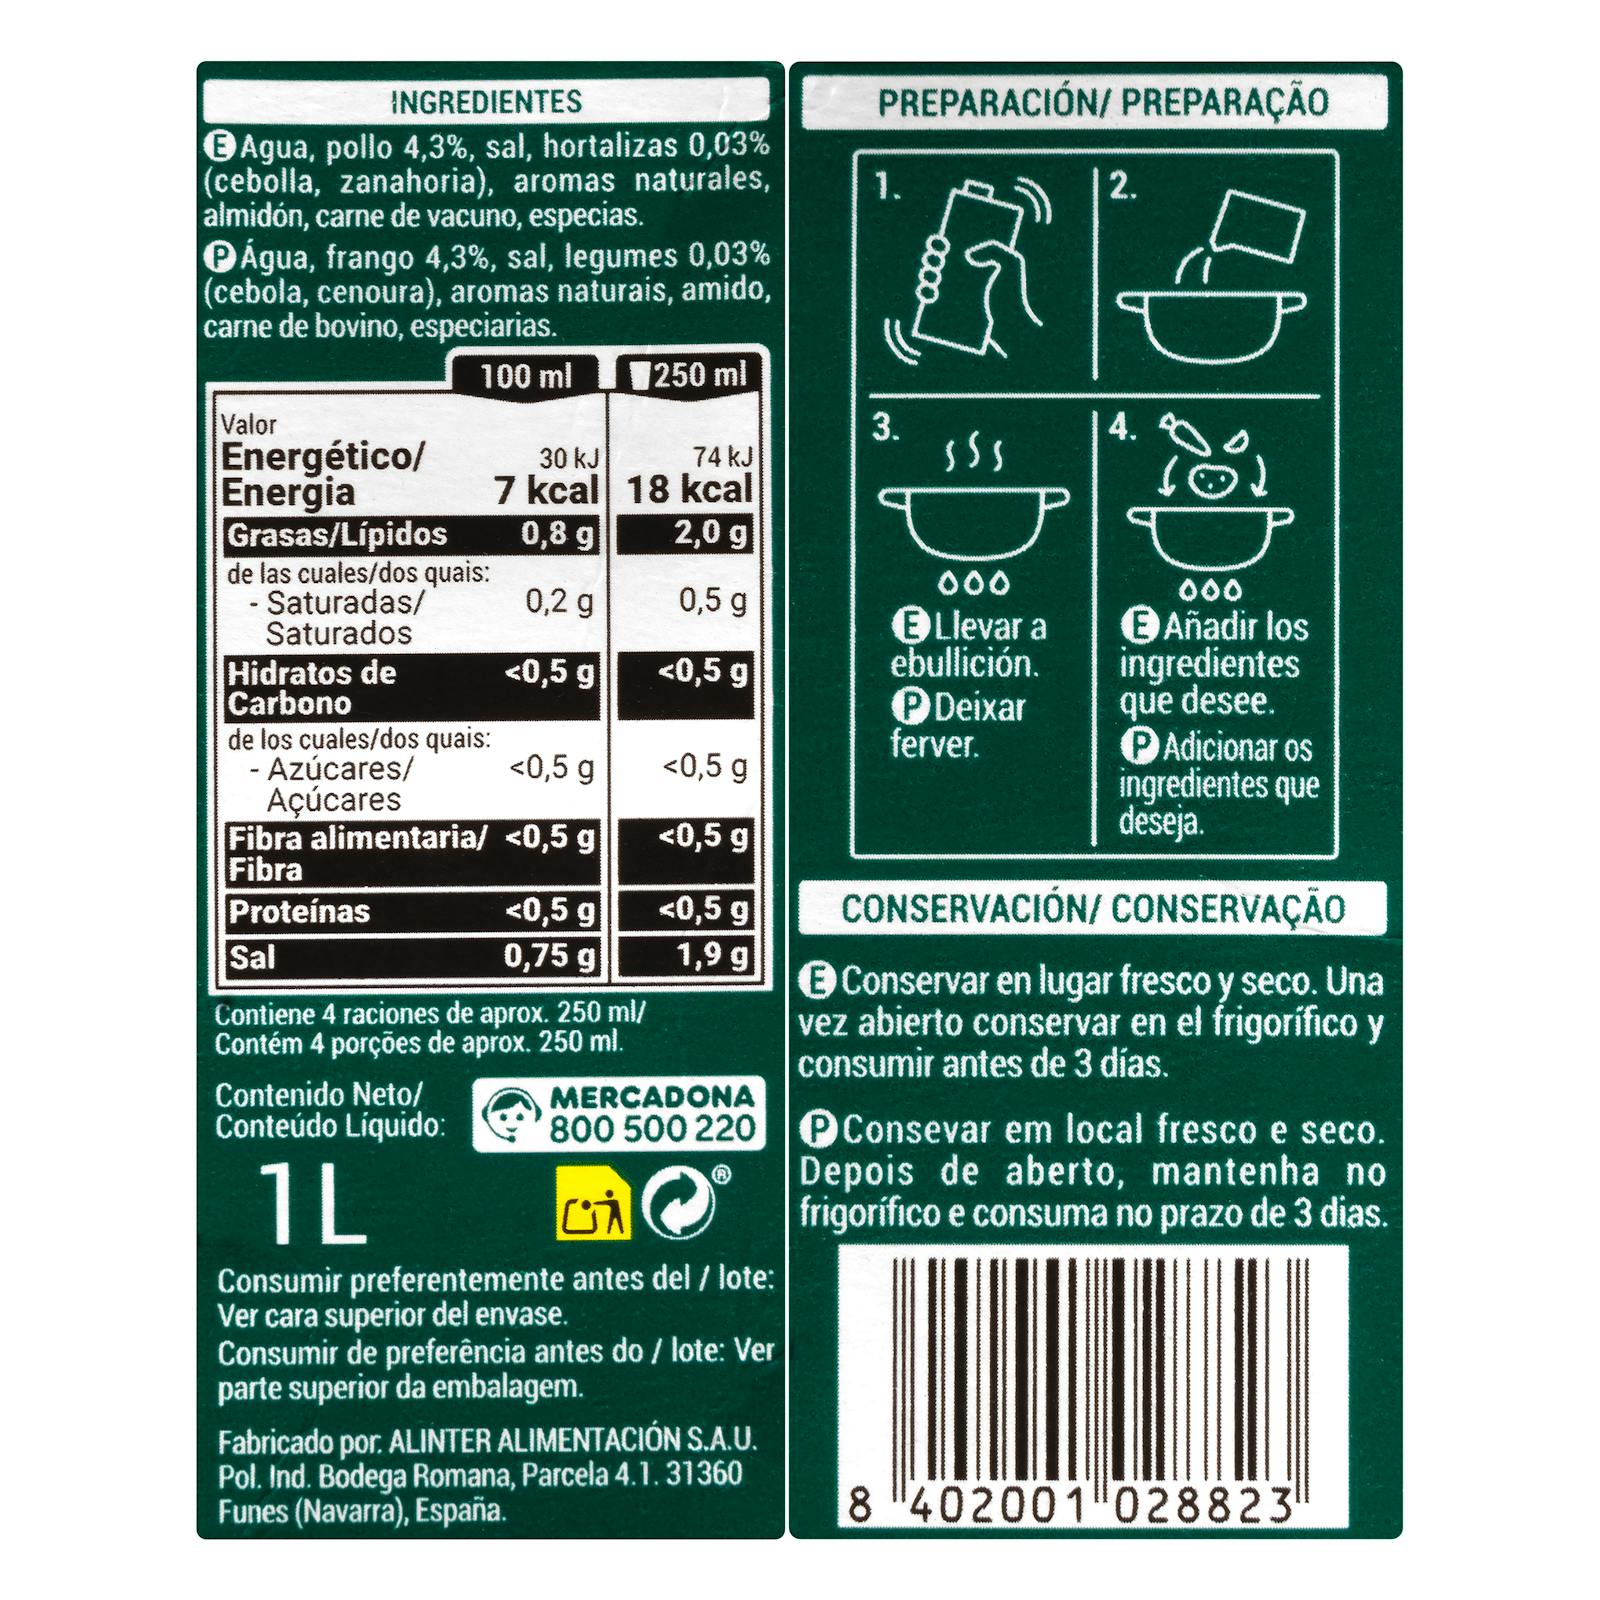 INGREDIENTES
E Agua, pollo 4,3%, sal, hortalizas 0,03%
(cebolla, zanahoria), aromas naturales,
almidón, carne de vacuno, especias.
P Água, frango 4,3%, sal, legumes 0,03%
(cebola, cenoura), aromas naturais, amido,
carne de bovino, especiarias.
100 ml 250 ml
Valor
Energético/ 30 kJ 74 kJ
Energia 7 kcal 18 kcal
Grasas/Lípidos 0,8 g 2,0 g
de las cuales/dos quais:
- Saturadas/ 0,2 g 0,5 g
Saturados
Hidratos de <0,5 g <0,5 g
Carbono
de los cuales/dos quais:
- Azúcares/ <0,5 g <0,5 g
Açúcares
Fibra alimentaria/ <0,5 g <0,5 g
Fibra
Proteínas <0,5 g <0,5 g
Sal 0,75 g 1,9 g
Contiene 4 raciones de aprox. 250 ml/
Contém 4 porções de aprox. 250 ml.
Contenido Neto/
Conteúdo Líquido:
1L
MERCADONA
800 500 220
®
Consumir preferentemente antes del / lote:
Ver cara superior del envase.
Consumir de preferência antes do / lote: Ver
parte superior da embalagem.
Fabricado por: ALINTER ALIMENTACIÓN S.A.U.
Pol. Ind. Bodega Romana, Parcela 4.1. 31360
Funes (Navarra), España.
PREPARACIÓN/ PREPARAÇÃO
1.
2.
3.
E Llevar a
ebullición.
P Deixar
ferver.
4.
E Añadir los
ingredientes
que desee.
P Adicionar os
ingredientes que
deseja.
CONSERVACIÓN/ CONSERVAÇÃO
E Conservar en lugar fresco y seco. Una
vez abierto conservar en el frigorífico y
consumir antes de 3 días.
P Consevar em local fresco e seco.
Depois de aberto, mantenha no
frigorífico e consuma no prazo de 3 dias.
8 402001 028823